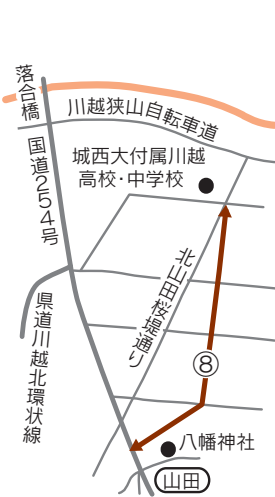 落合橋
川越狭山自転車道
国道254号
城西大付属川越
高校・中学校
北山田桜堤通り
県道川越北環状線
⑧
八幡神社
山田